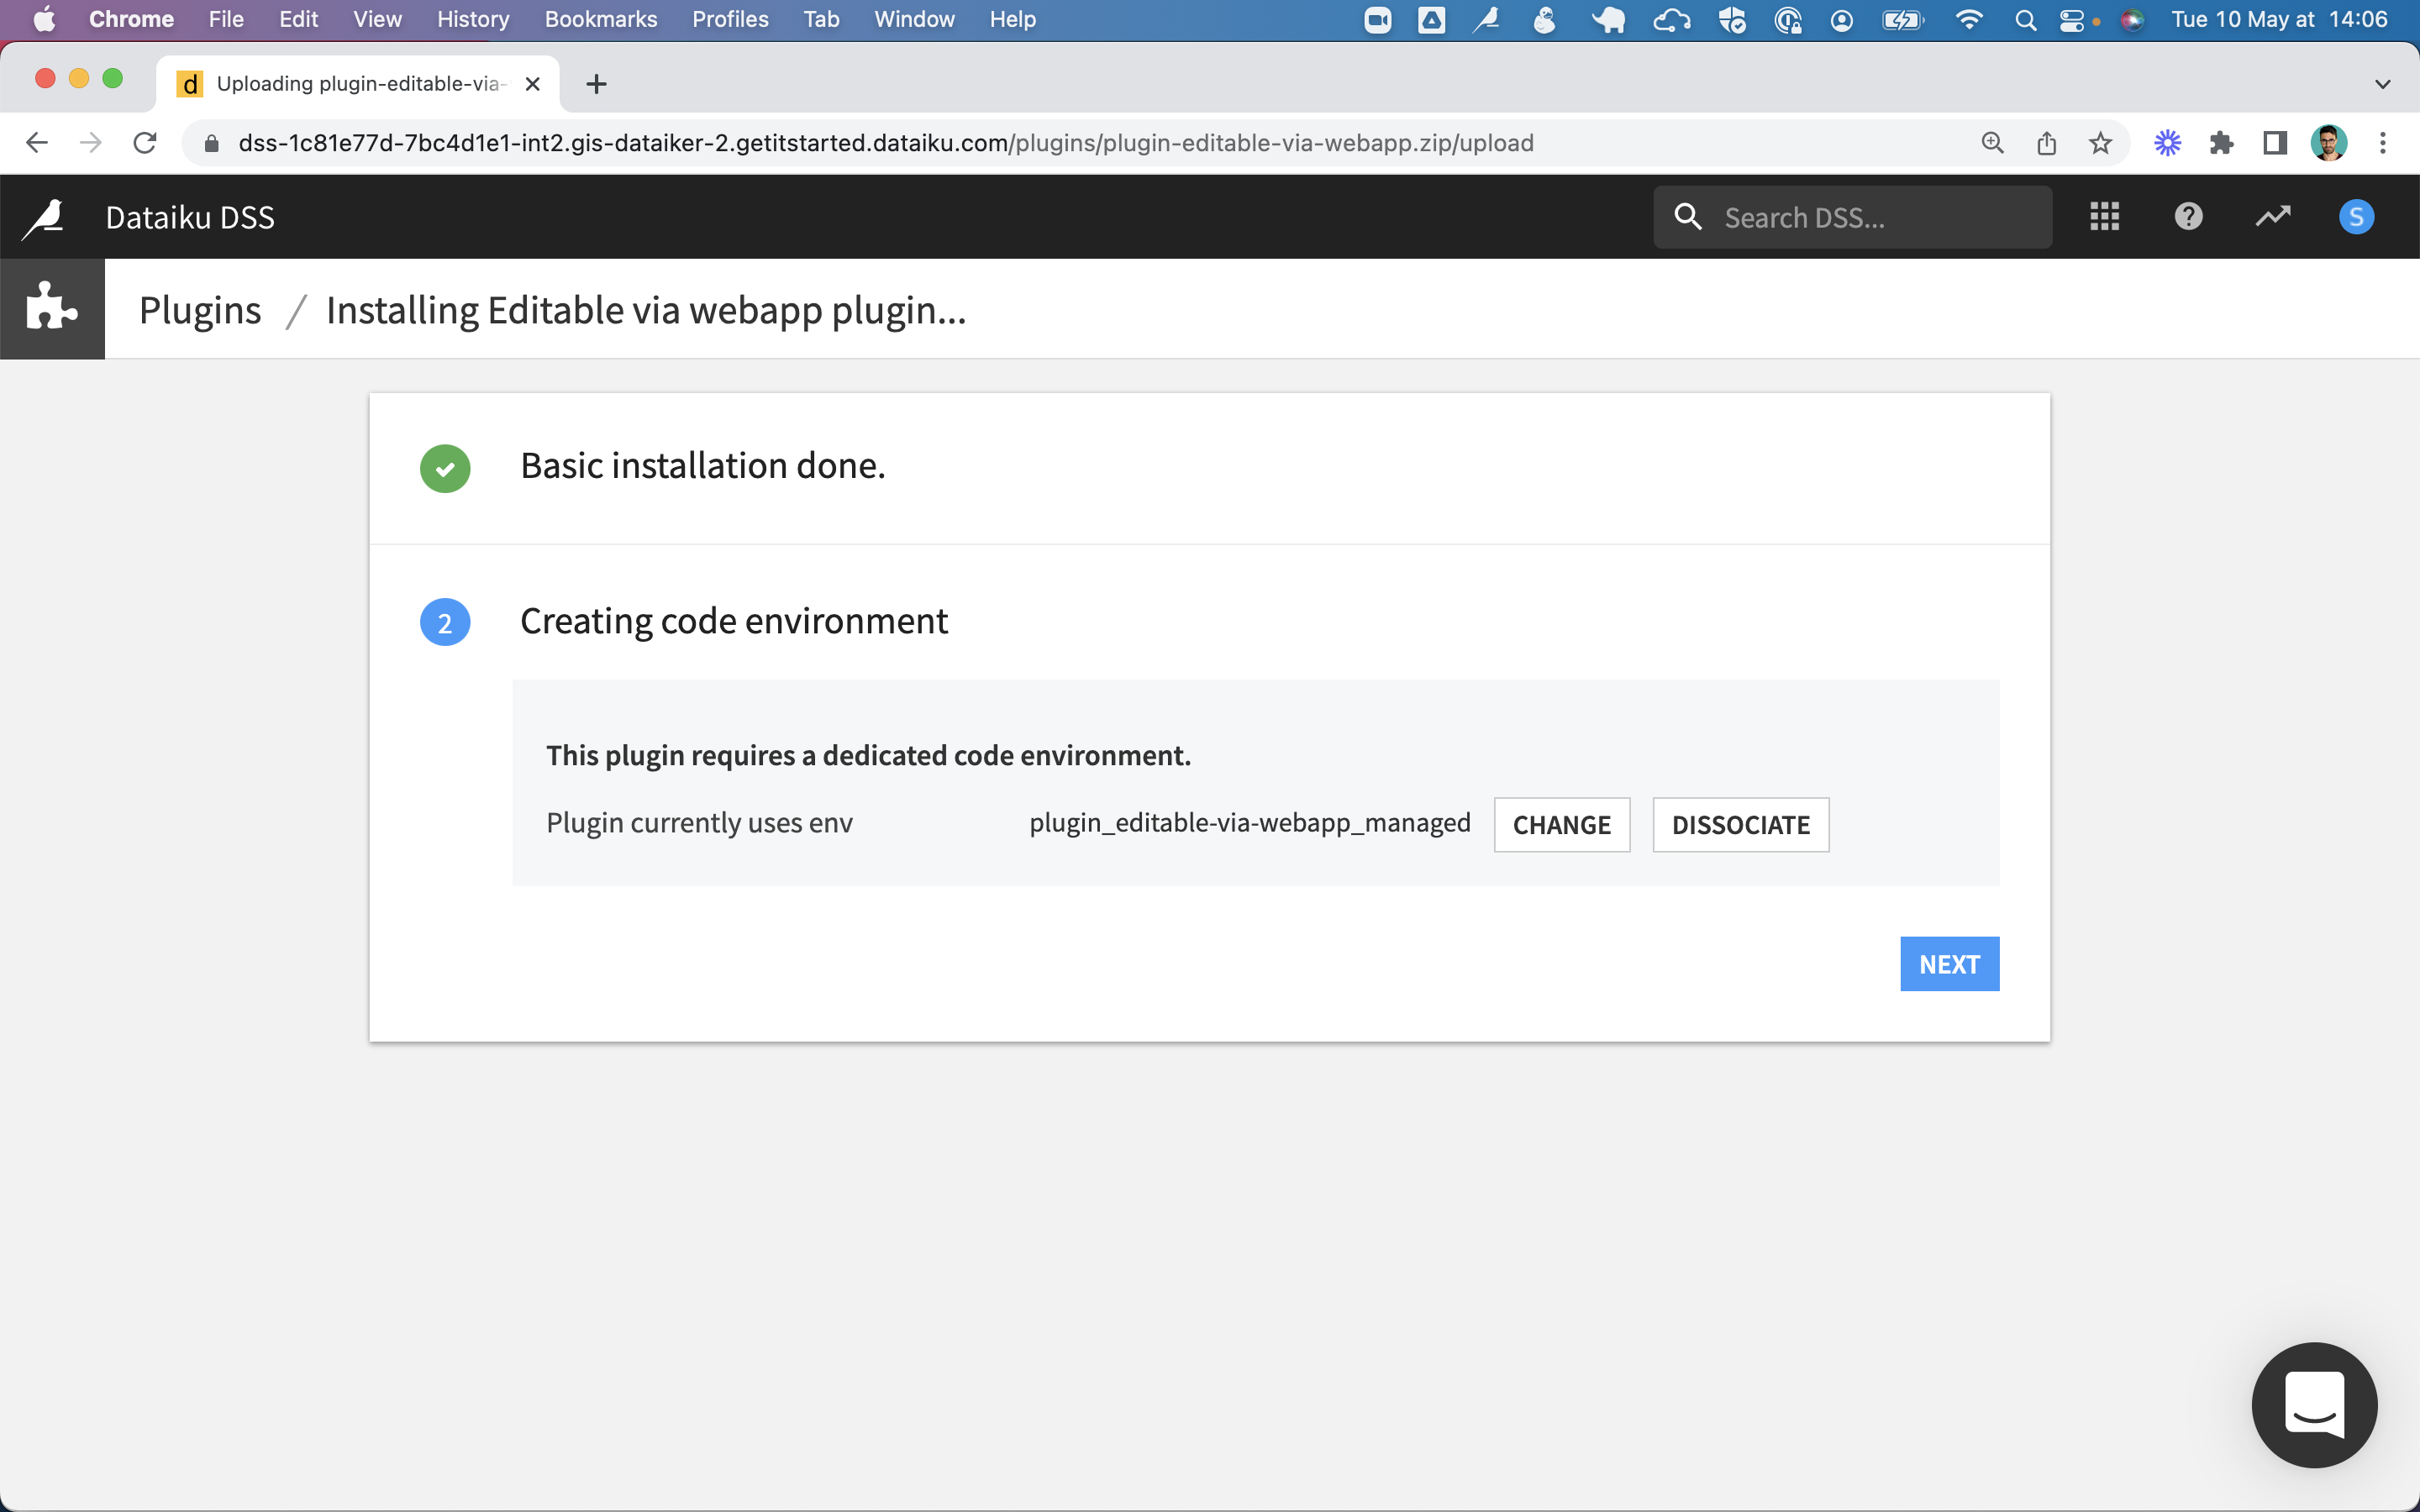 Chrome File Edit View History Bookmarks Profiles Tab Window Help Tue 10 May at 14:06
d Uploading plugin-editable-via-
dss-1c81e77d-7bc4d1e1-int2.gis-dataiker-2.getitstarted.dataiku.com/plugins/plugin-editable-via-webapp.zip/upload
Dataiku DSS Search DSS... ? S
Plugins / Installing Editable via webapp plugin...
Basic installation done.
2 Creating code environment
This plugin requires a dedicated code environment.
Plugin currently uses env plugin_editable-via-webapp_managed CHANGE DISSOCIATE
NEXT